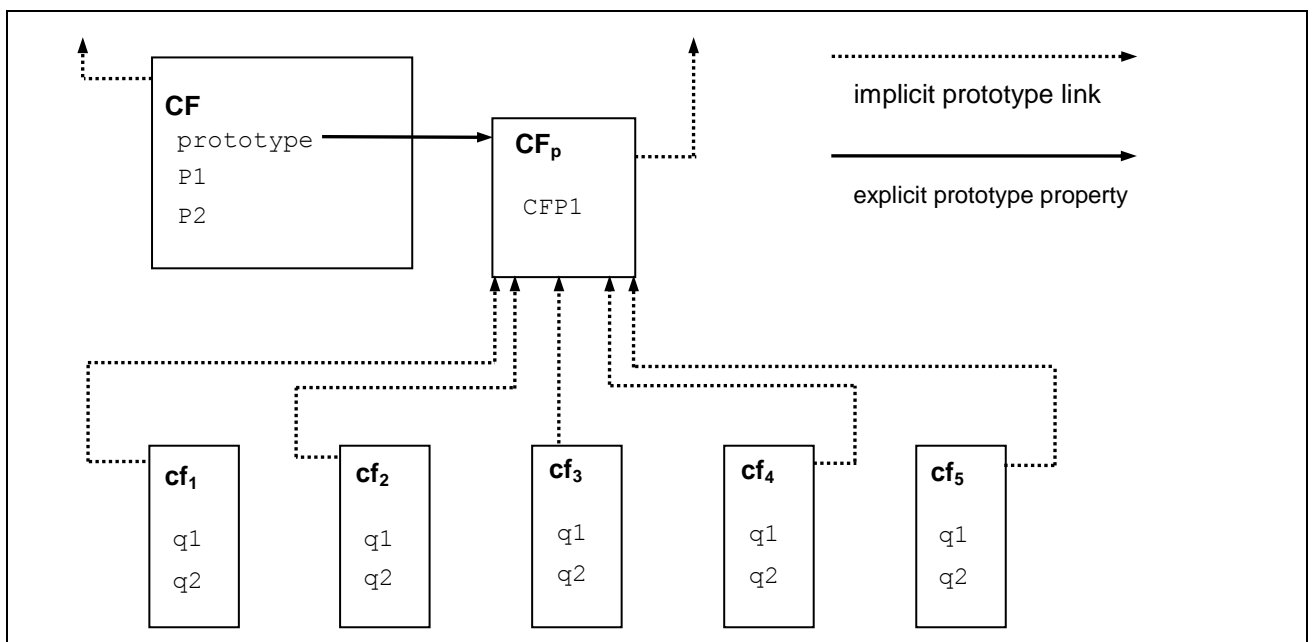 CF
prototype
P1
P2
CFp
CFP1
implicit prototype link
explicit prototype property
cf1
q1
q2
cf2
q1
q2
cf3
q1
q2
cf4
q1
q2
cf5
q1
q2